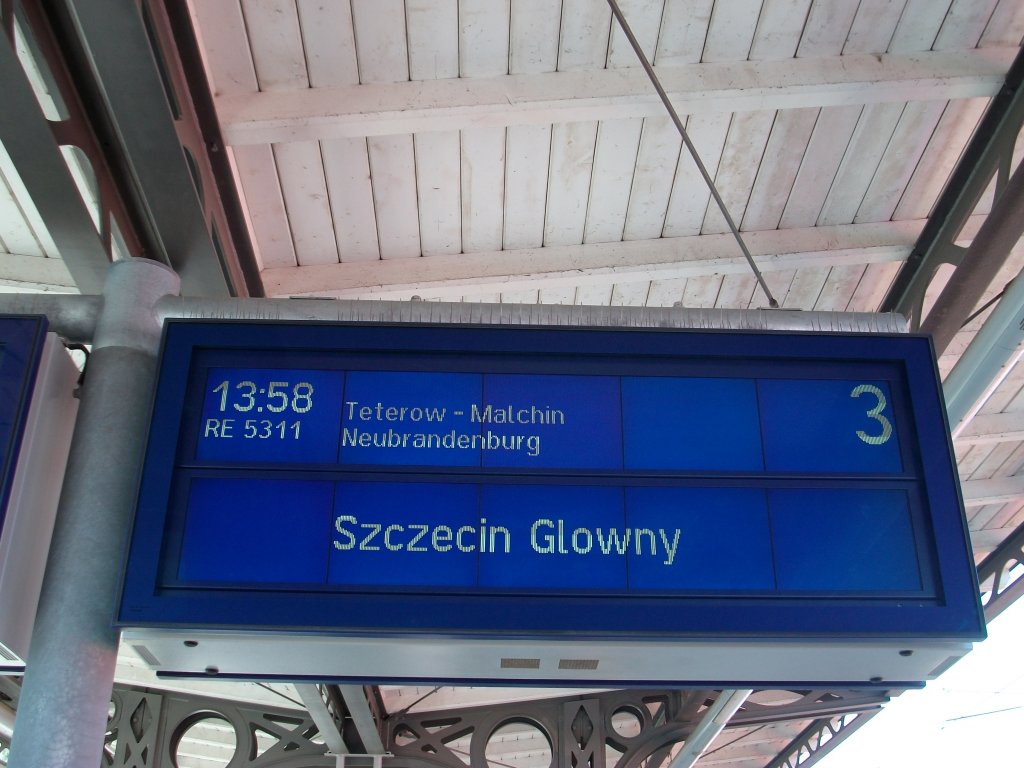 13:58
RE 5311
Teterow - Malchin
Neubrandenburg
3
Szczecin Glowny